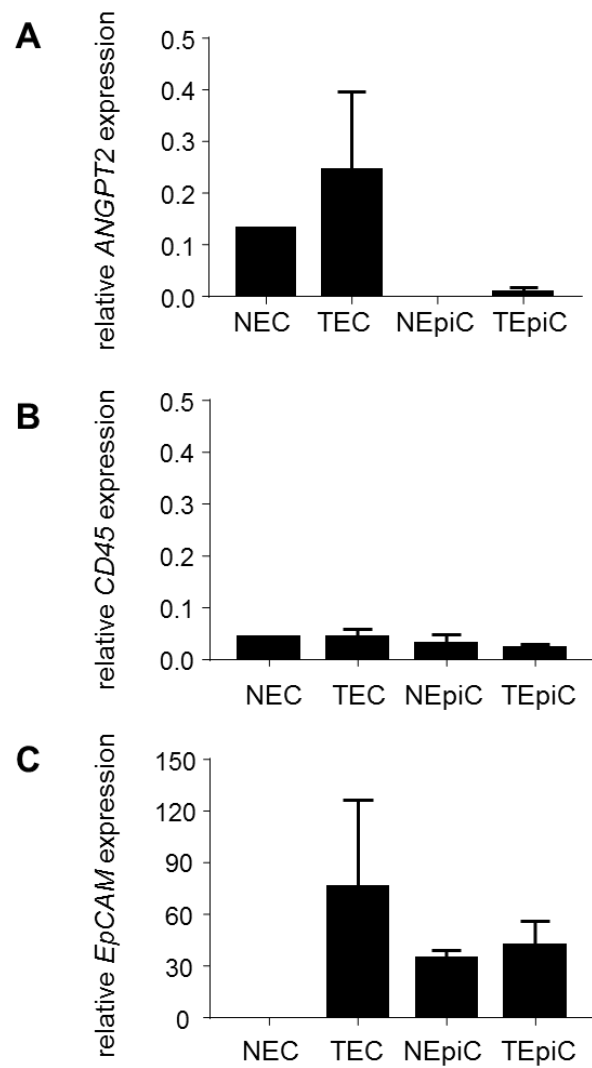 A
relative ANGPT2 expression
0.5
0.4
0.3
0.2
0.1
0.0
NEC TEC NEpiC TEpiC
B
relative CD45 expression
0.5
0.4
0.3
0.2
0.1
0.0
NEC TEC NEpiC TEpiC
C
relative EpCAM expression
150
120
90
60
30
0
NEC TEC NEpiC TEpiC